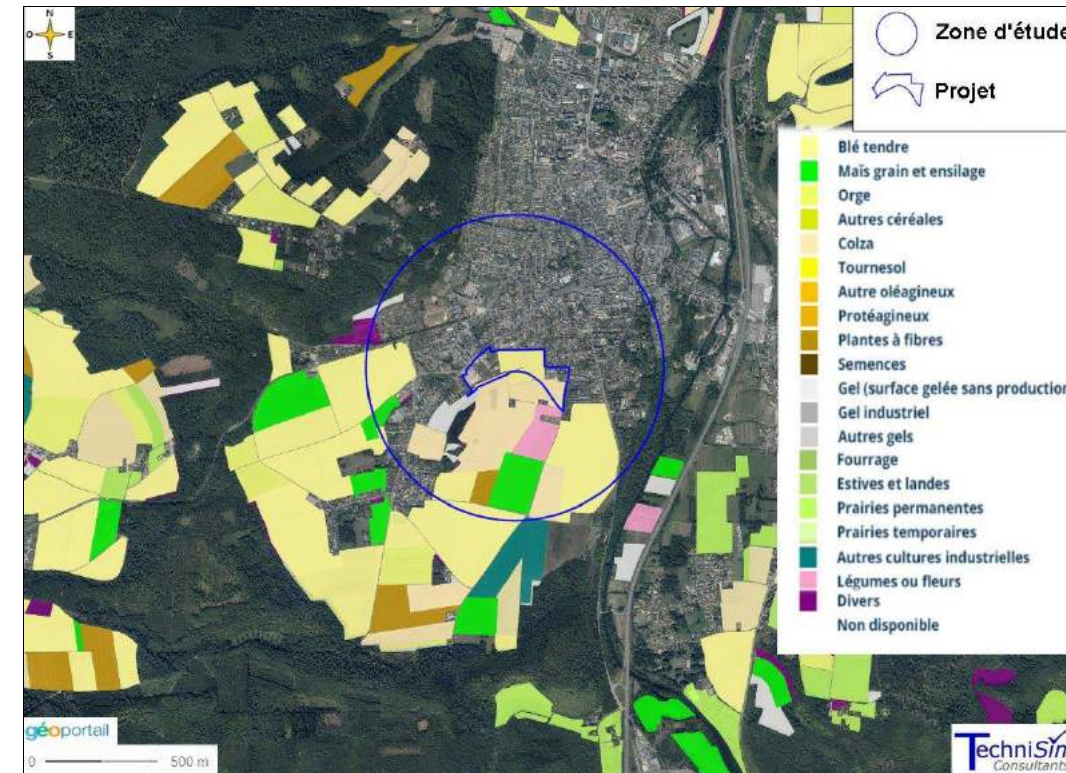 N
O E
S
Zone d'étude
Projet
Blé tendre
Maïs grain et ensilage
Orge
Autres céréales
Colza
Tournesol
Autre oléagineux
Protéagineux
Plantes à fibres
Semences
Gel (surface gelée sans production
Gel industriel
Autres gels
Fourrage
Estives et landes
Prairies permanentes
Prairies temporaires
Autres cultures industrielles
Légumes ou fleurs
Divers
Non disponible
géoportail
0 500 m
TechniSim
Consultants